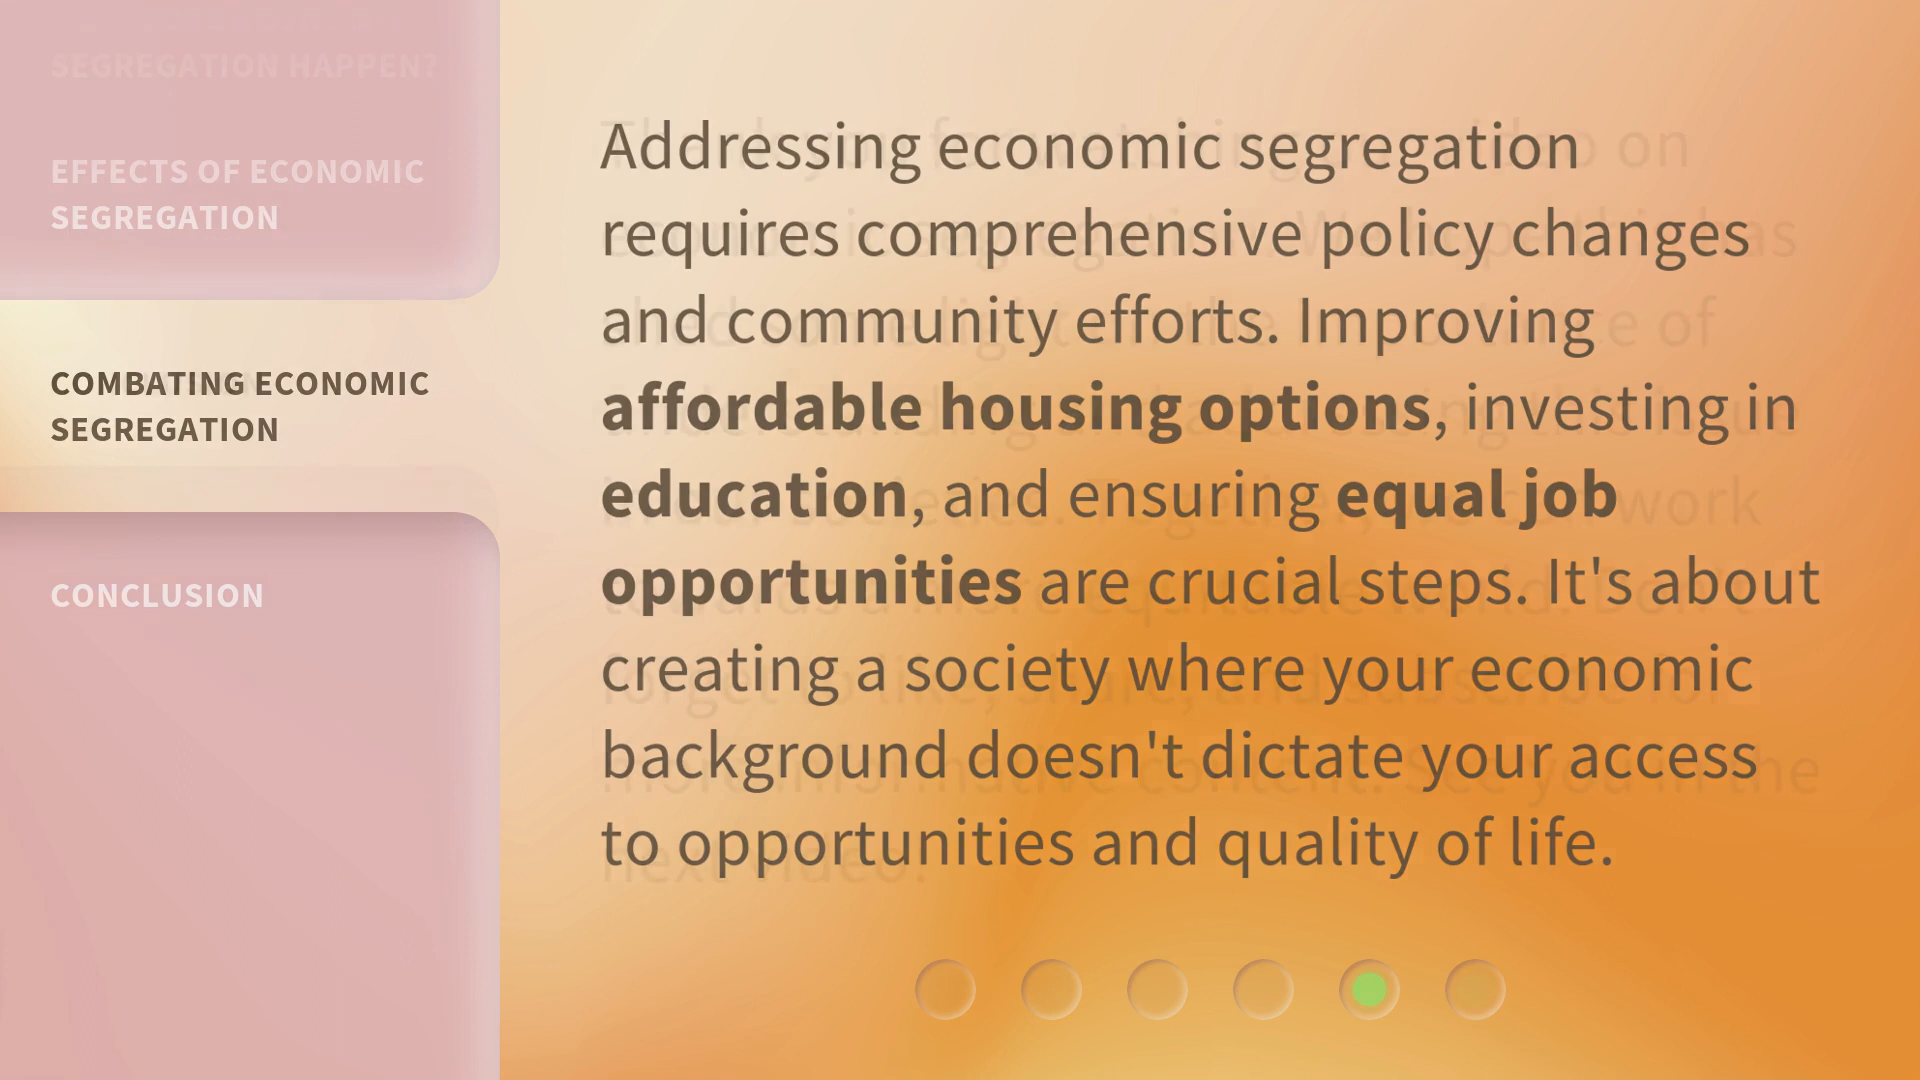 SEGREGATION HAPPEN?
EFFECTS OF ECONOMIC
SEGREGATION
COMBATING ECONOMIC
SEGREGATION
CONCLUSION
Addressing economic segregation
requires comprehensive policy changes
and community efforts. Improving
affordable housing options, investing in
education, and ensuring equal job
opportunities are crucial steps. It's about
creating a society where your economic
background doesn't dictate your access
to opportunities and quality of life.